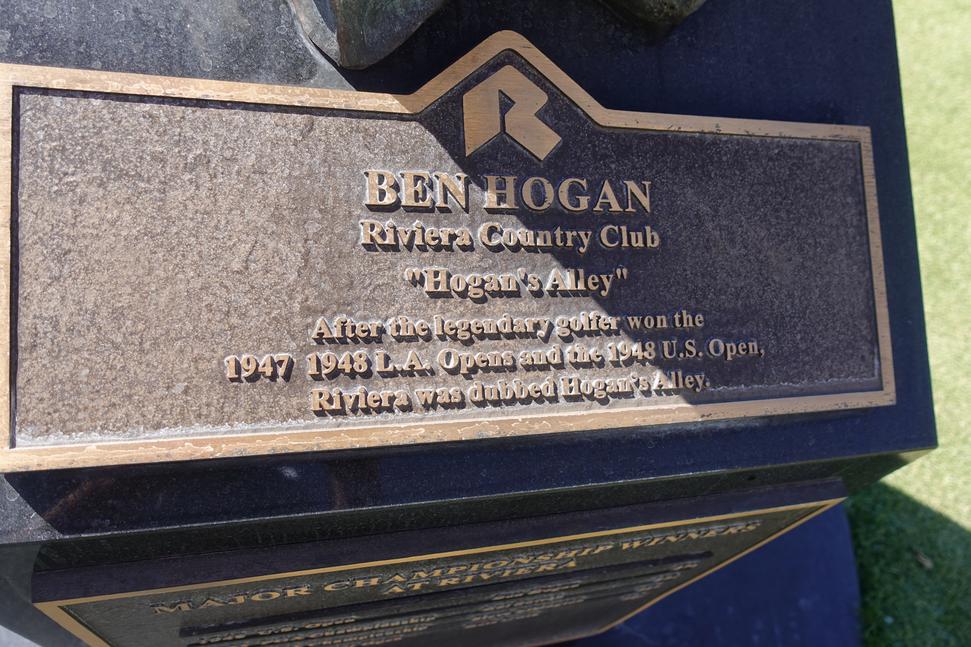 R
BEN HOGAN
Riviera Country Club
"Hogan's Alley"
After the legendary golfer won the
1947 1948 L.A. Opens and the 1948 U.S. Open,
Riviera was dubbed Hogan's Alley.
MAJOR CHAMPIONSHIP WINNERS
AT RIVIERA